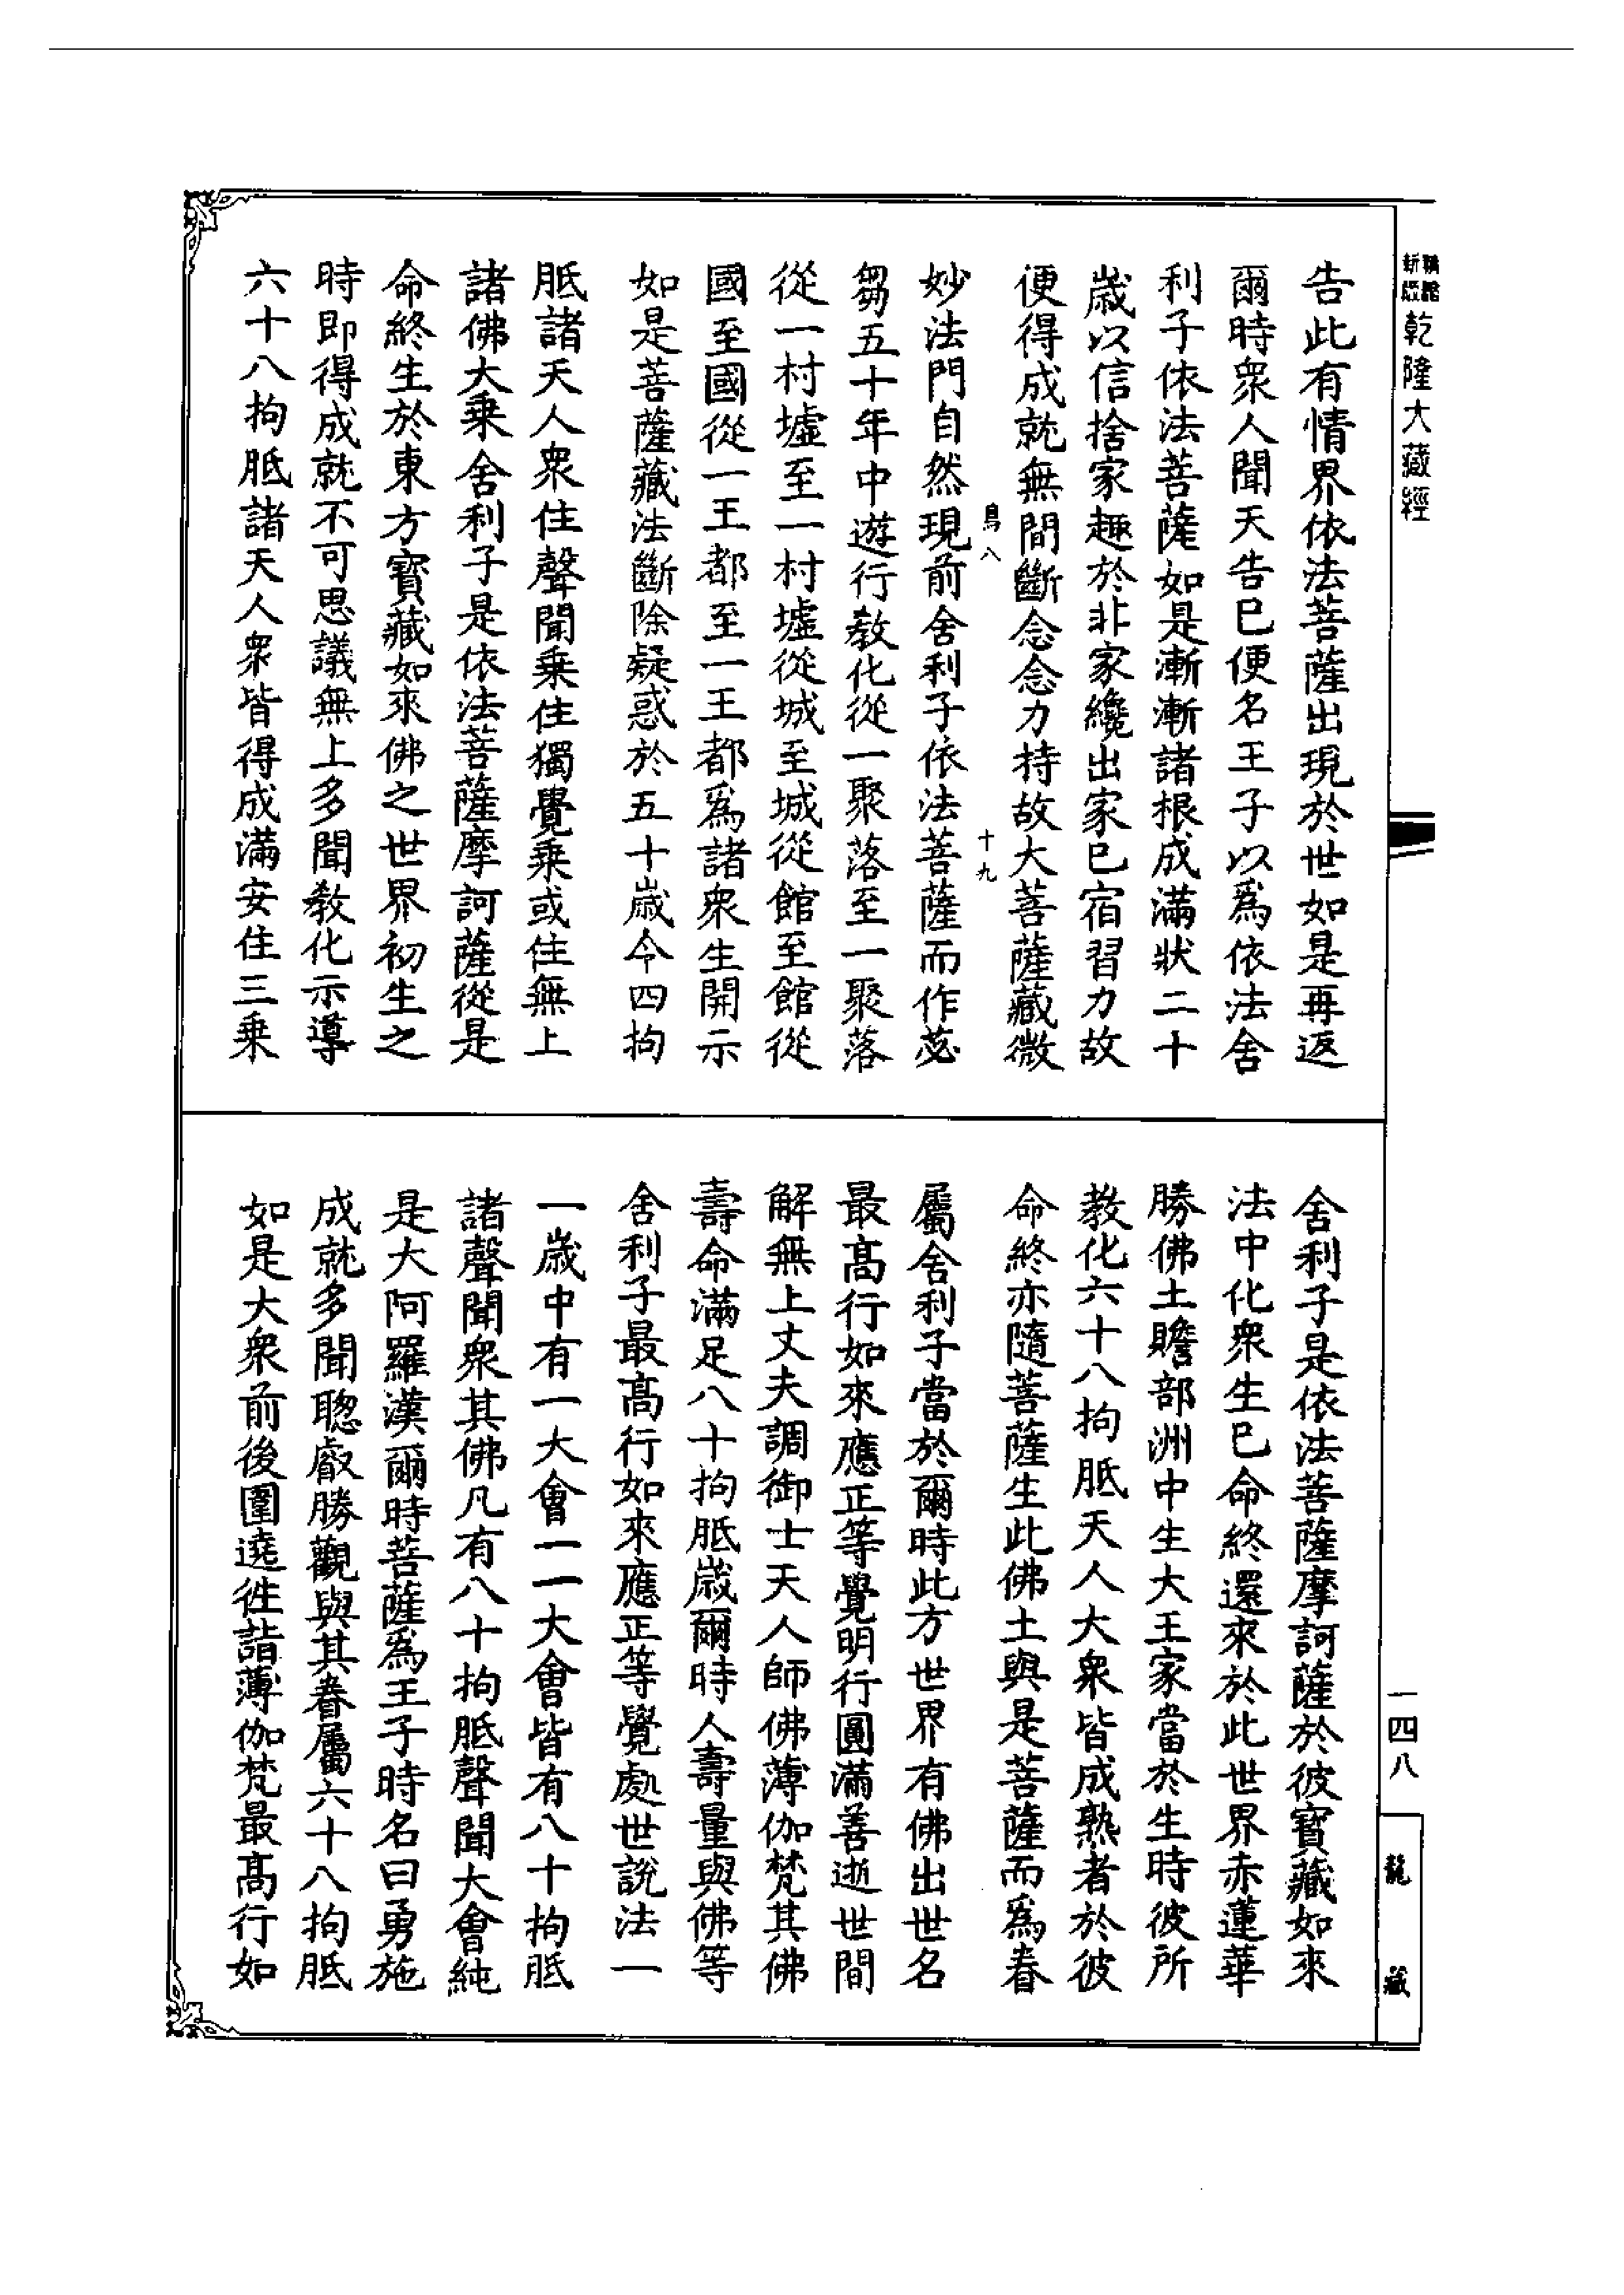 乾隆大藏經
告此有情界依法菩薩出現於世如是再返
爾時衆人聞天告已便名王子以爲依法舍
利子依法菩薩如是漸漸諸根成滿狀二十
歲以信捨家趣於非家纔出家已宿習力故
便得成就無間斷念念力持故大菩薩藏微
鳥八 十九
妙法門自然現前舍利子依法菩薩而作苾
芻五十年中遊行教化從一聚落至一聚落
從一村墟至一村墟從城至城從館至館從
國至國從一王都至一王都爲諸衆生開示
如是菩薩藏法斷除疑惑於五十歲令四拘
胝諸天人衆住聲聞乘住獨覺乘或住無上
諸佛大乘舍利子是依法菩薩摩訶薩從是
命終生於東方寶藏如來佛之世界初生之
時即得成就不可思議無上多聞教化示導
六十八拘胝諸天人衆皆得成滿安住三乘
舍利子是依法菩薩摩訶薩於彼寶藏如來
法中化衆生已命終還來於此世界赤蓮華
勝佛土贍部洲中生大王家當於生時彼所
教化六十八拘胝天人大衆皆成熟者於彼
命終亦隨菩薩生此佛土與是菩薩而爲眷
屬舍利子當於爾時此方世界有佛出世名
最高行如來應正等覺明行圓滿善逝世間
解無上丈夫調御士天人師佛薄伽梵其佛
壽命滿足八十拘胝歲爾時人壽量與佛等
舍利子最高行如來應正等覺處世說法一
一歲中有一大會一一大會皆有八十拘胝
諸聲聞衆其佛凡有八十拘胝聲聞大會純
是大阿羅漢爾時菩薩爲王子時名曰勇施
成就多聞聰叡勝觀與其眷屬六十八拘胝
如是大衆前後圍遶往詣薄伽梵最高行如
一四八
龍藏